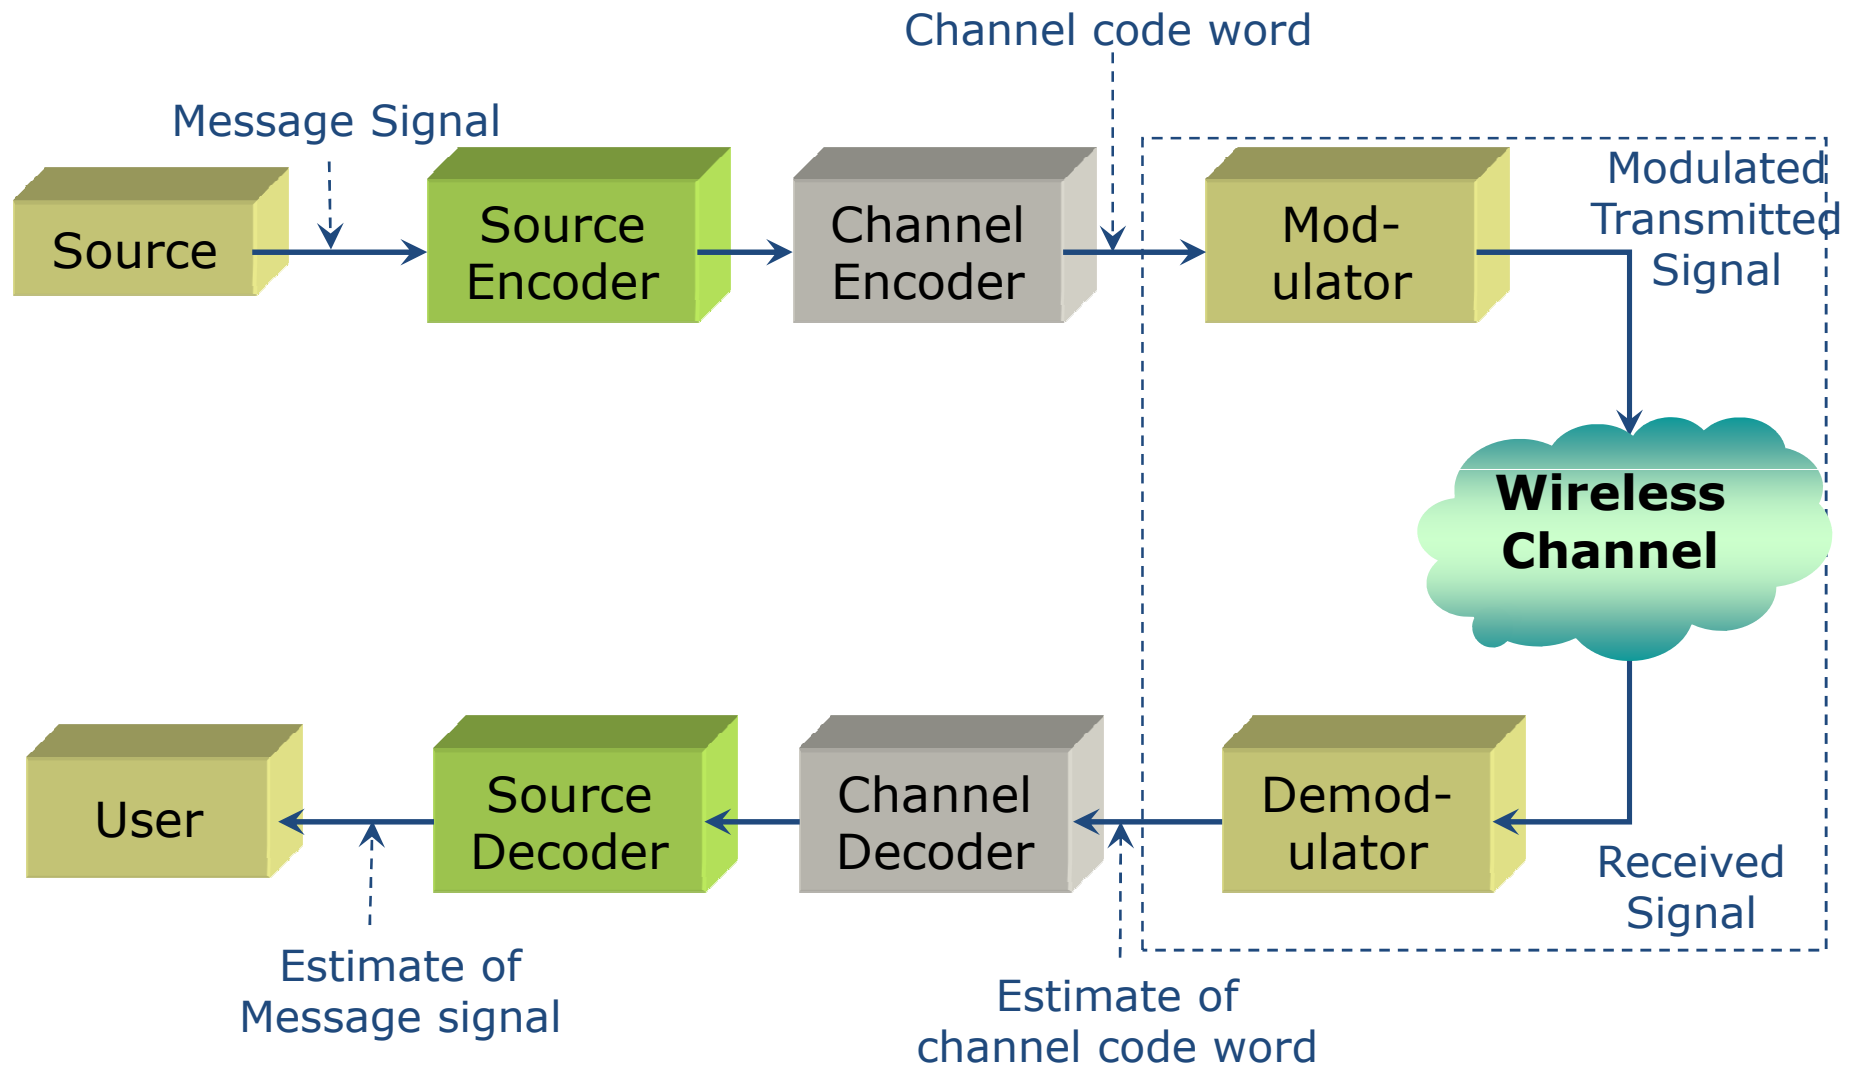 Channel code word
Message Signal
Source
Source
Encoder
Channel
Encoder
Mod-
ulator
Modulated
Transmitted
Signal
Wireless
Channel
User
Source
Decoder
Channel
Decoder
Demod-
ulator
Received
Signal
Estimate of
Message signal
Estimate of
channel code word